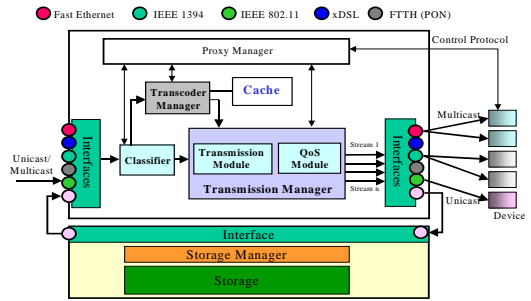 Fast Ethernet IEEE 1394 IEEE 802.11 xDSL FTTH (PON)
Proxy Manager
Control Protocol
Transcoder
Manager
Cache
Multicast
Unicast/
Multicast
Interfaces
Classifier
Transmission
Module
QoS
Module
Transmission Manager
Stream 1
Stream n
Interfaces
Unicast
Device
Interface
Storage Manager
Storage